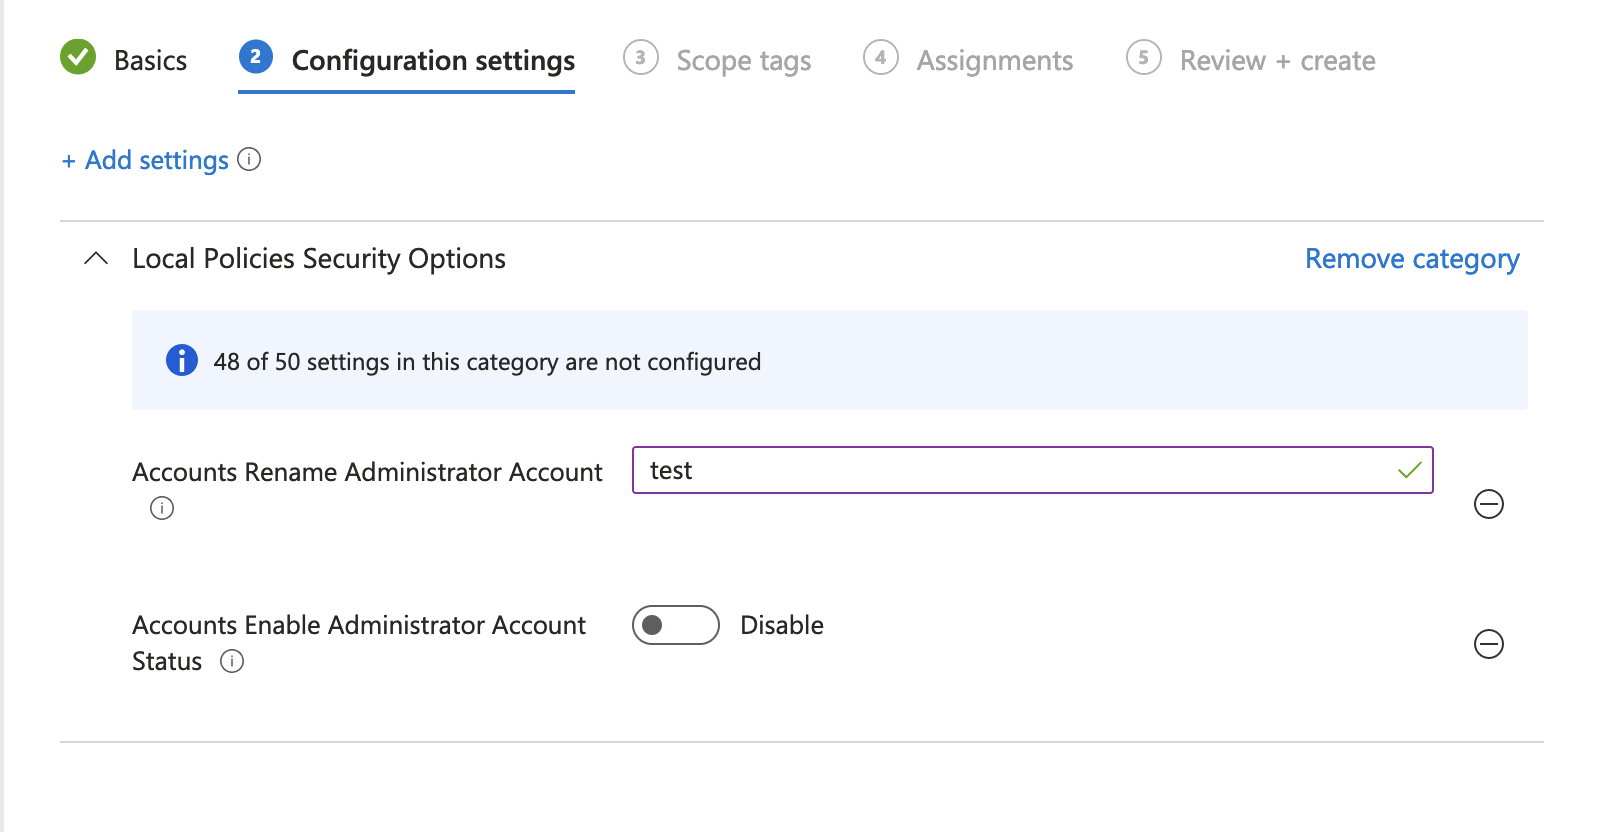 Basics 2 Configuration settings 3 Scope tags 4 Assignments 5 Review + create
+ Add settings
Local Policies Security Options Remove category
48 of 50 settings in this category are not configured
Accounts Rename Administrator Account test
Accounts Enable Administrator Account Disable
Status